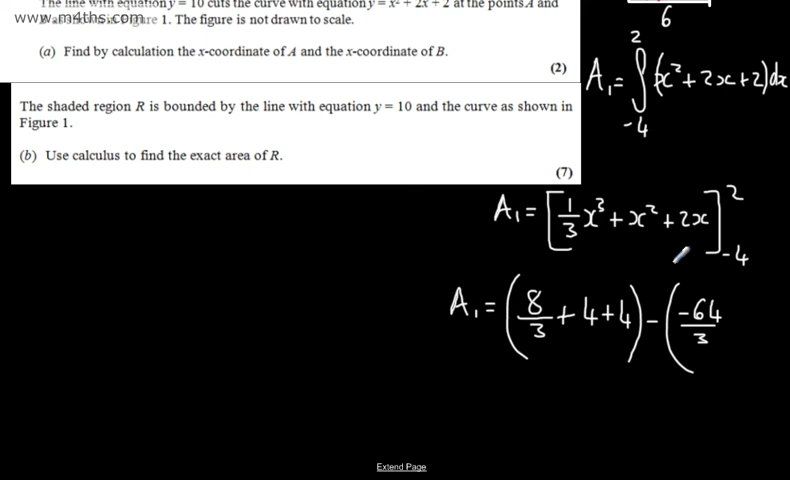 The line with equation y = 10 cuts the curve with equation y = x² + 2x + 2 at the points A and
www.m4ths.com
Figure 1. The figure is not drawn to scale.
(a) Find by calculation the x-coordinate of A and the x-coordinate of B.
(2)
The shaded region R is bounded by the line with equation y = 10 and the curve as shown in
Figure 1.
(b) Use calculus to find the exact area of R.
(7)
6
A₁ = ∫₋₄² (x² + 2x + 2) dx
A₁ = [1/3 x³ + x² + 2x]₋₄²
A₁ = (8/3 + 4 + 4) - (-64/3
Extend Page